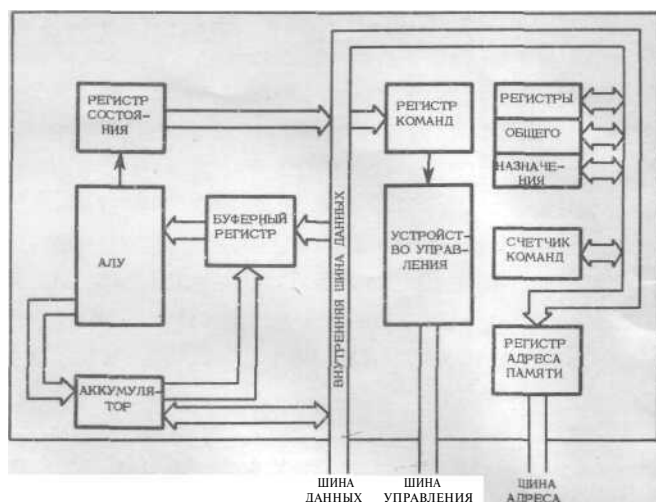 РЕГИСТР
СОСТОЯ-
НИЯ
РЕГИСТР
КОМАНД
РЕГИСТРЫ
ОБЩЕГО
НАЗНАЧЕ-
НИЯ
АЛУ
БУФЕРНЫЙ
РЕГИСТР
УСТРОЙСТ-
ВО УПРАВ-
ЛЕНИЯ
СЧЕТЧИК
КОМАНД
ВНУТРЕННЯЯ ШИНА ДАННЫХ
РЕГИСТР
АДРЕСА
ПАМЯТИ
АККУМУЛЯ-
ТОР
ШИНА
ДАННЫХ
ШИНА
УПРАВЛЕНИЯ
ШИНА
АДРЕСА